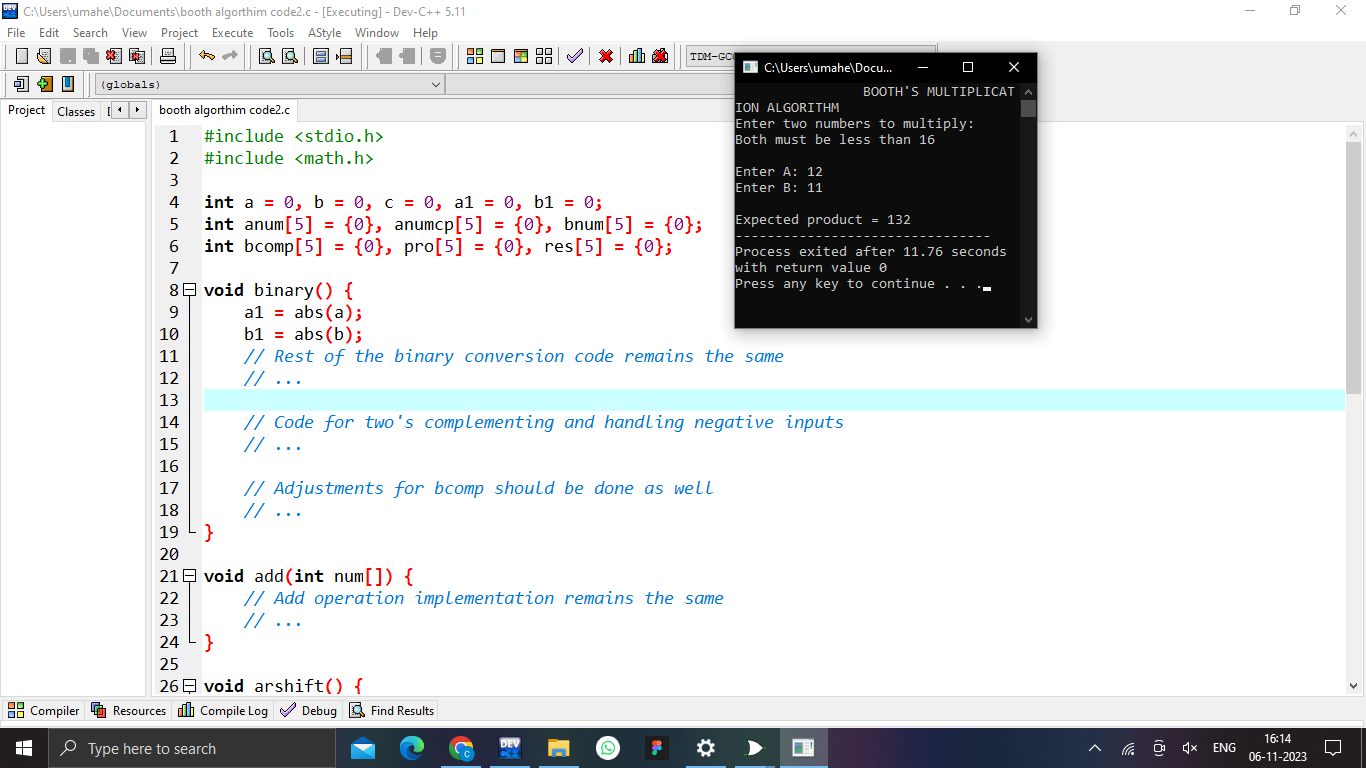 C:\Users\umahe\Documents\booth algorthim code2.c - [Executing] - Dev-C++ 5.11
File Edit Search View Project Execute Tools AStyle Window Help
TDM-GC
(globals)
Project Classes
booth algorthim code2.c
1 #include <stdio.h>
2 #include <math.h>
3
4 int a = 0, b = 0, c = 0, a1 = 0, b1 = 0;
5 int anum[5] = {0}, anumcp[5] = {0}, bnum[5] = {0};
6 int bcomp[5] = {0}, pro[5] = {0}, res[5] = {0};
7
8 void binary() {
9 a1 = abs(a);
10 b1 = abs(b);
11 // Rest of the binary conversion code remains the same
12 // ...
13
14 // Code for two's complementing and handling negative inputs
15 // ...
16
17 // Adjustments for bcomp should be done as well
18 // ...
19 }
20
21 void add(int num[]) {
22 // Add operation implementation remains the same
23 // ...
24 }
25
26 void arshift() {
C:\Users\umahe\Docu...
BOOTH'S MULTIPLICAT
ION ALGORITHM
Enter two numbers to multiply:
Both must be less than 16
Enter A: 12
Enter B: 11
Expected product = 132
--------------------------------
Process exited after 11.76 seconds
with return value 0
Press any key to continue . . .
Compiler Resources Compile Log Debug Find Results
Type here to search
DEV
ENG
16:14
06-11-2023